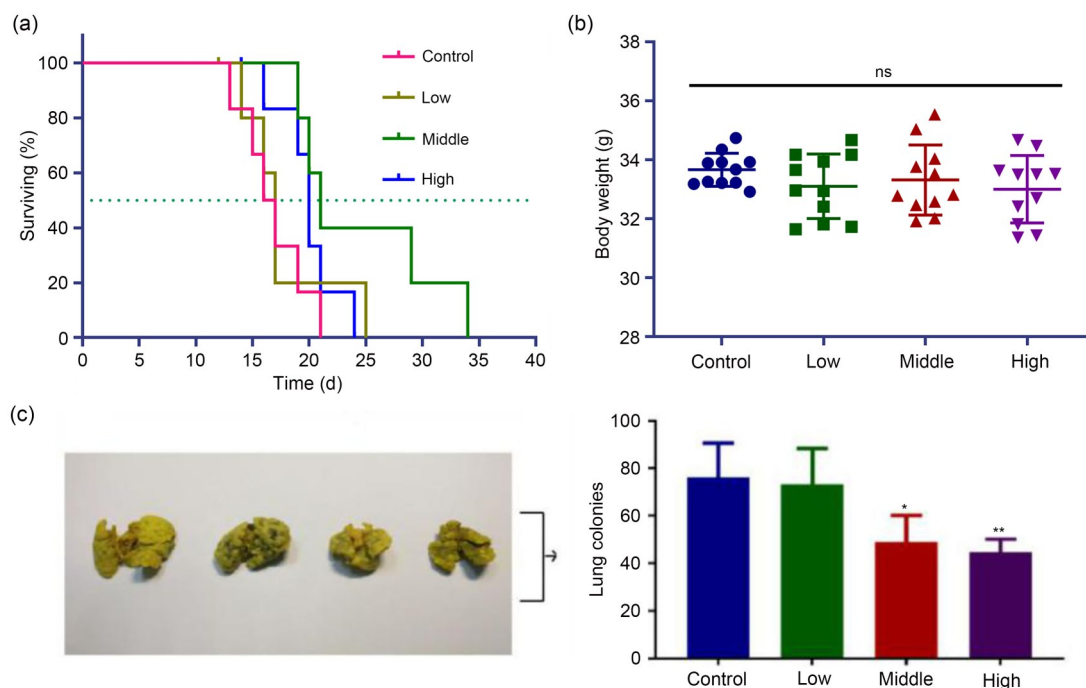 (a)
100
80
60
40
20
0
Surviving (%)
0 5 10 15 20 25 30 35 40
Time (d)
Control
Low
Middle
High
(b)
38
36
34
32
30
28
Body weight (g)
ns
Control Low Middle High
(c)
100
80
60
40
20
0
Lung colonies
*
**
Control Low Middle High